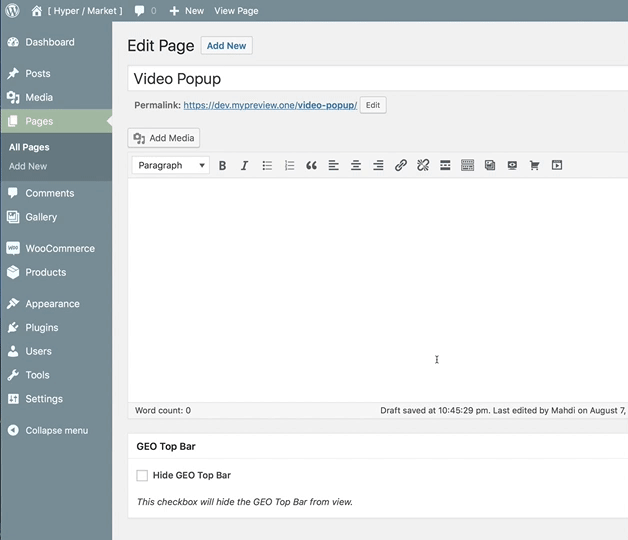 [ Hyper / Market ] 0 New View Page
Dashboard
Posts
Media
Pages
All Pages
Add New
Comments
Gallery
WooCommerce
Products
Appearance
Plugins
Users
Tools
Settings
Collapse menu
Edit Page Add New
Video Popup
Permalink: https://dev.mypreview.one/video-popup/ Edit
Add Media
Paragraph B I
Word count: 0 Draft saved at 10:45:29 pm. Last edited by Mahdi on August 7,
GEO Top Bar
Hide GEO Top Bar
This checkbox will hide the GEO Top Bar from view.